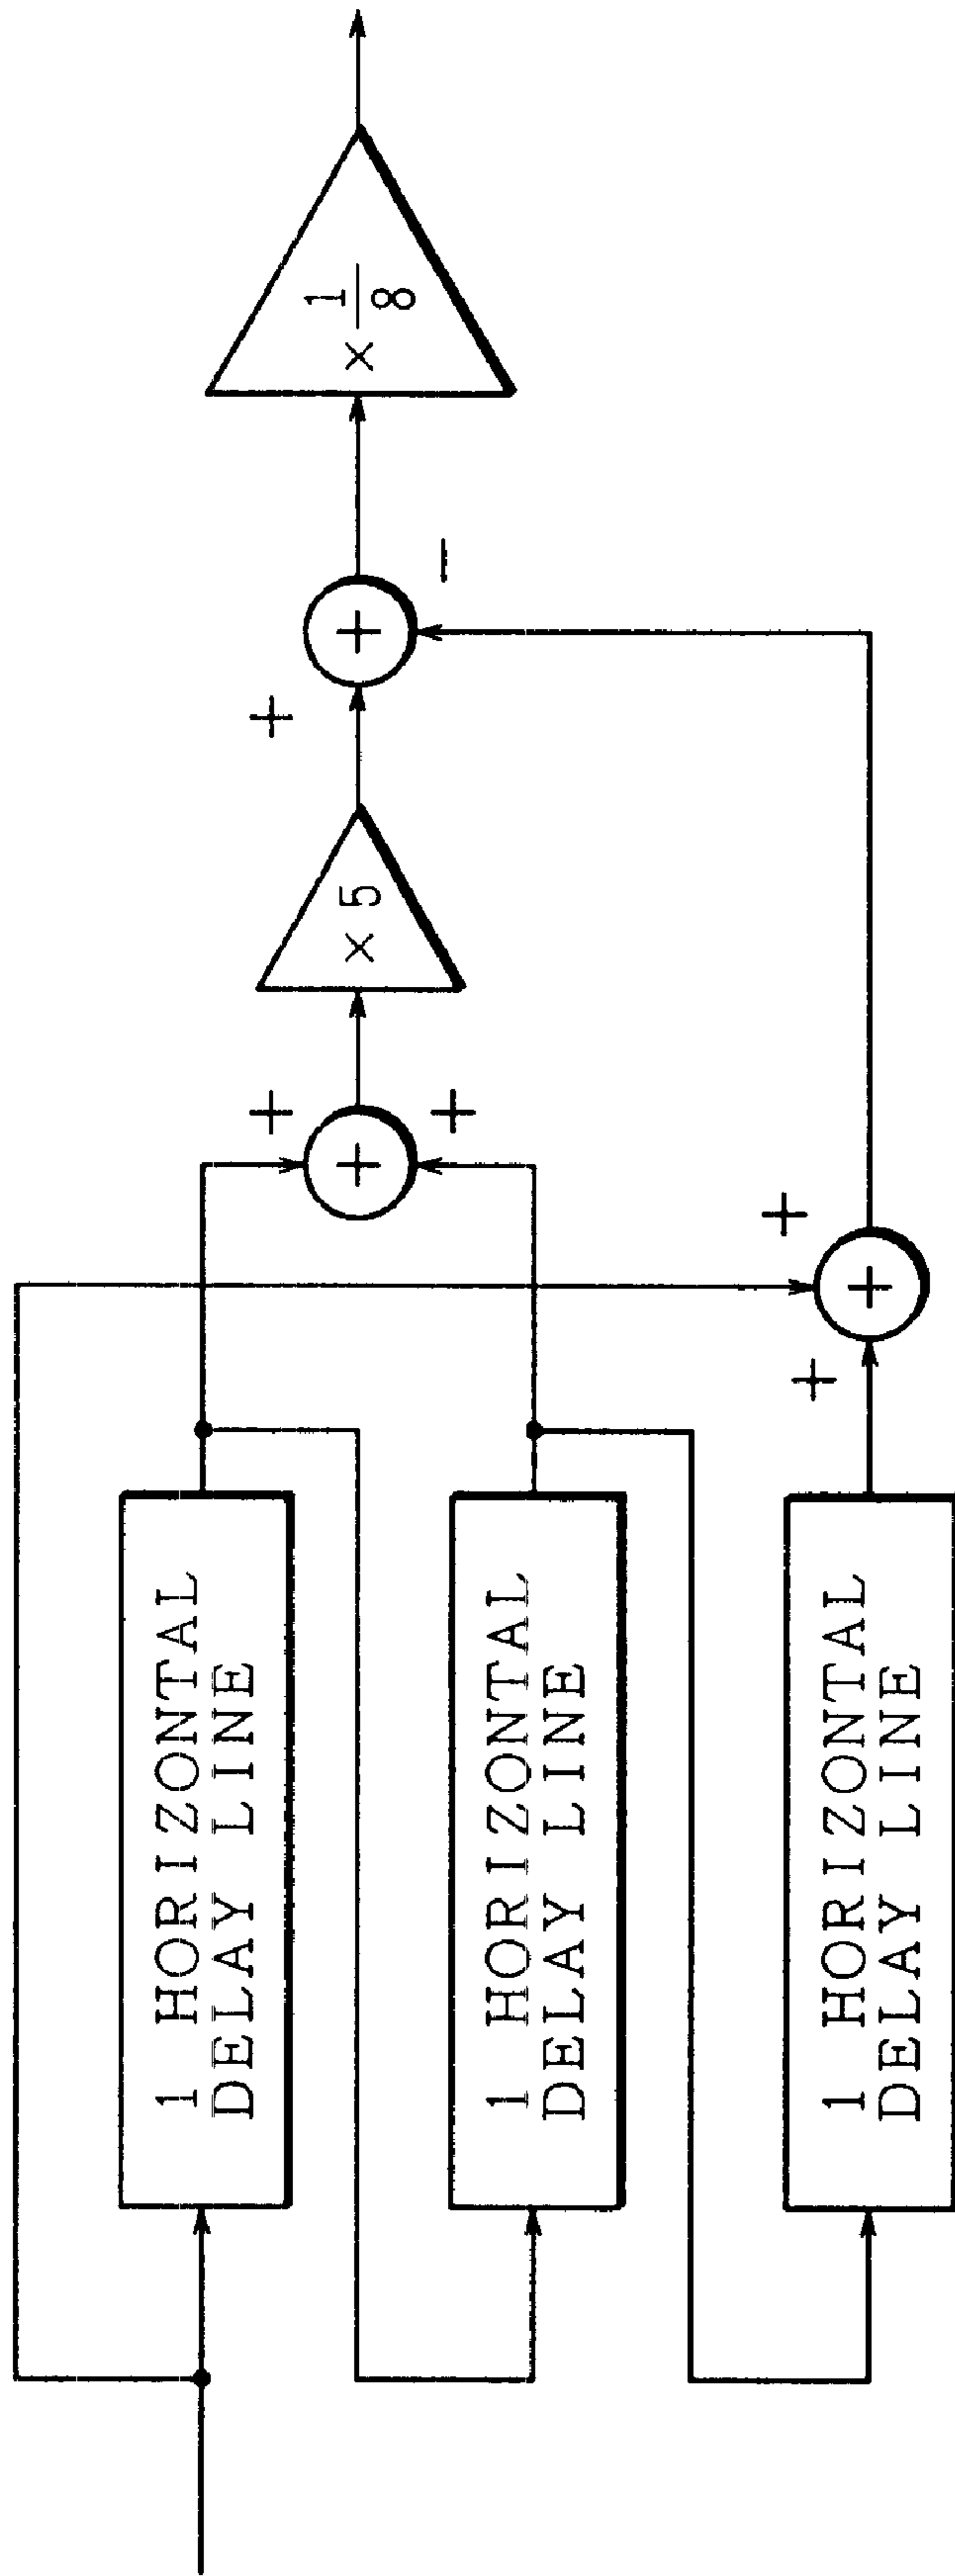 1 HORIZONTAL
DELAY LINE
1 HORIZONTAL
DELAY LINE
1 HORIZONTAL
DELAY LINE
+
+
+
+
+
+
× 5
+
+
−
× 1/8